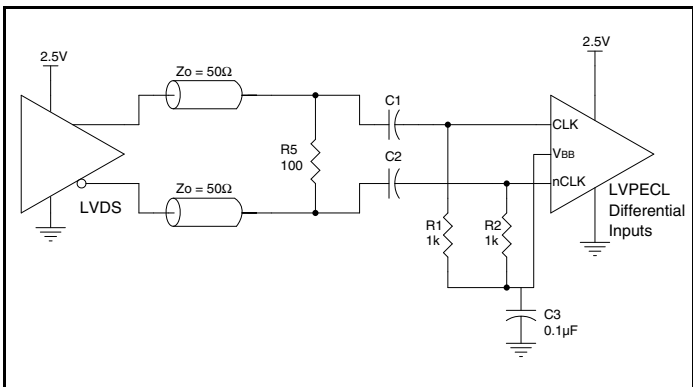 2.5V
Zo = 50Ω
LVDS
Zo = 50Ω
R5
100
C1
C2
R1
1k
R2
1k
C3
0.1µF
2.5V
CLK
VBB
nCLK
LVPECL
Differential
Inputs